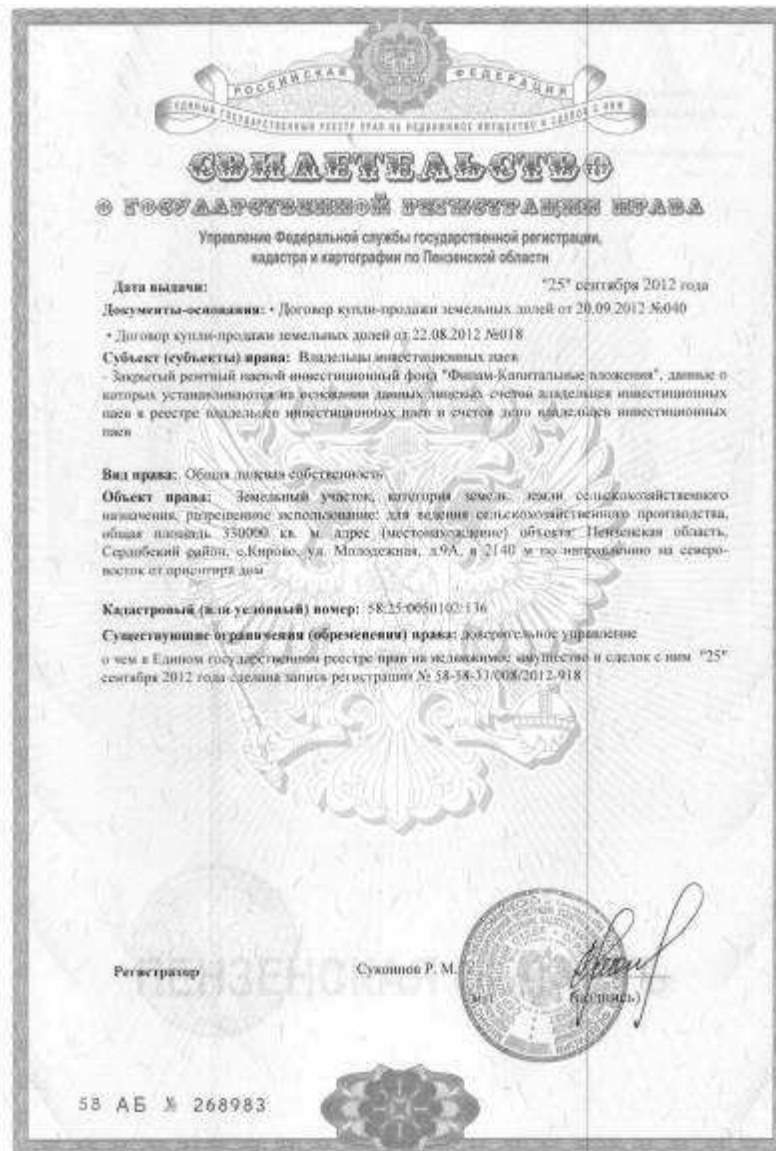 РОССИЙСКАЯ ФЕДЕРАЦИЯ
ЕДИНЫЙ ГОСУДАРСТВЕННЫЙ РЕЕСТР ПРАВ НА НЕДВИЖИМОЕ ИМУЩЕСТВО И СДЕЛОК С НИМ
СВИДЕТЕЛЬСТВО
О ГОСУДАРСТВЕННОЙ РЕГИСТРАЦИИ ПРАВА
Управление Федеральной службы государственной регистрации,
кадастра и картографии по Пензенской области
Дата выдачи: "25" сентября 2012 года
Документы-основания: • Договор купли-продажи земельных долей от 20.09.2012 №040
• Договор купли-продажи земельных долей от 22.08.2012 №018
Субъект (субъекты) права: Владельцы инвестиционных паев
- Закрытый рентный паевой инвестиционный фонд "Финам-Капитальные вложения", данные о
которых устанавливаются на основании данных лицевых счетов владельцев инвестиционных
паев в реестре владельцев инвестиционных паев и счетов депо владельцев инвестиционных
паев
Вид права: Общая долевая собственность
Объект права: Земельный участок, категория земель: земли сельскохозяйственного
назначения, разрешенное использование: для ведения сельскохозяйственного производства,
общая площадь 330000 кв. м, адрес (местонахождение) объекта: Пензенская область,
Сердобский район, с.Кирово, ул. Молодежная, д.9А, в 2140 м по направлению на северо-
восток от ориентира дом
Кадастровый (или условный) номер: 58:25:0050102:136
Существующие ограничения (обременения) права: доверительное управление
о чем в Едином государственном реестре прав на недвижимое имущество и сделок с ним "25"
сентября 2012 года сделана запись регистрации № 58-58-33/008/2012-918
Регистратор Суконнов Р. М.
м.п. (подпись)
58 АБ № 268983